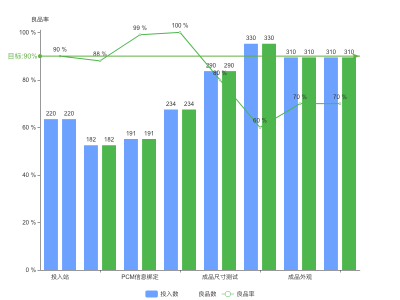 良品率
100 %
99 %
100 %
目标:90%
90 %
88 %
330 330
310 310
310 310
290 290
80 %
80 %
220 220
234 234
70 %
70 %
182 182
191 191
60 %
60 %
40 %
20 %
0 %
投入站
PCM信息绑定
成品尺寸测试
成品外观
投入数
良品数
良品率